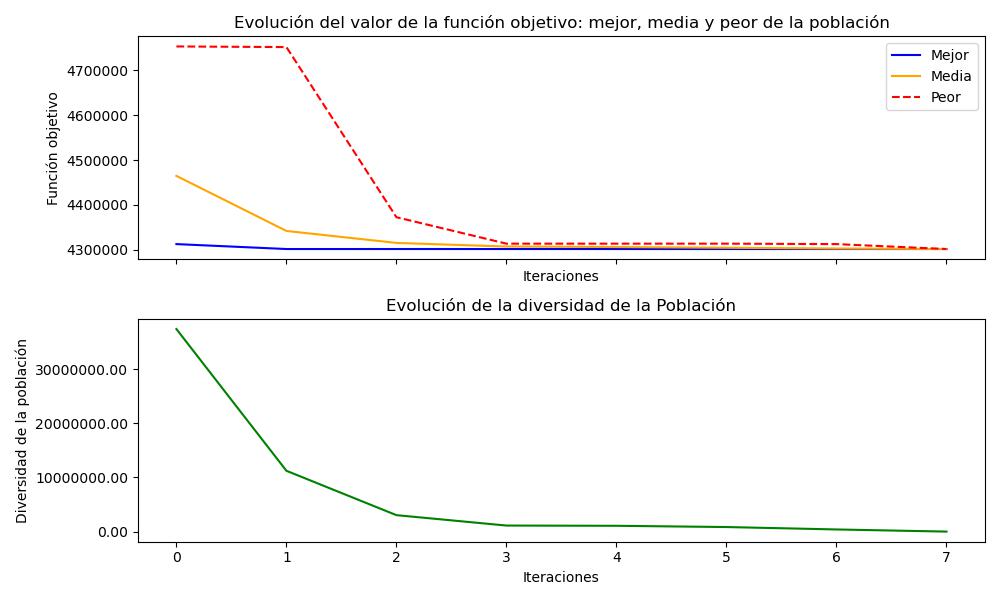 Evolución del valor de la función objetivo: mejor, media y peor de la población
Función objetivo
4700000
4600000
4500000
4400000
4300000
Mejor
Media
Peor
Iteraciones
Evolución de la diversidad de la Población
Diversidad de la población
30000000.00
20000000.00
10000000.00
0.00
0 1 2 3 4 5 6 7
Iteraciones